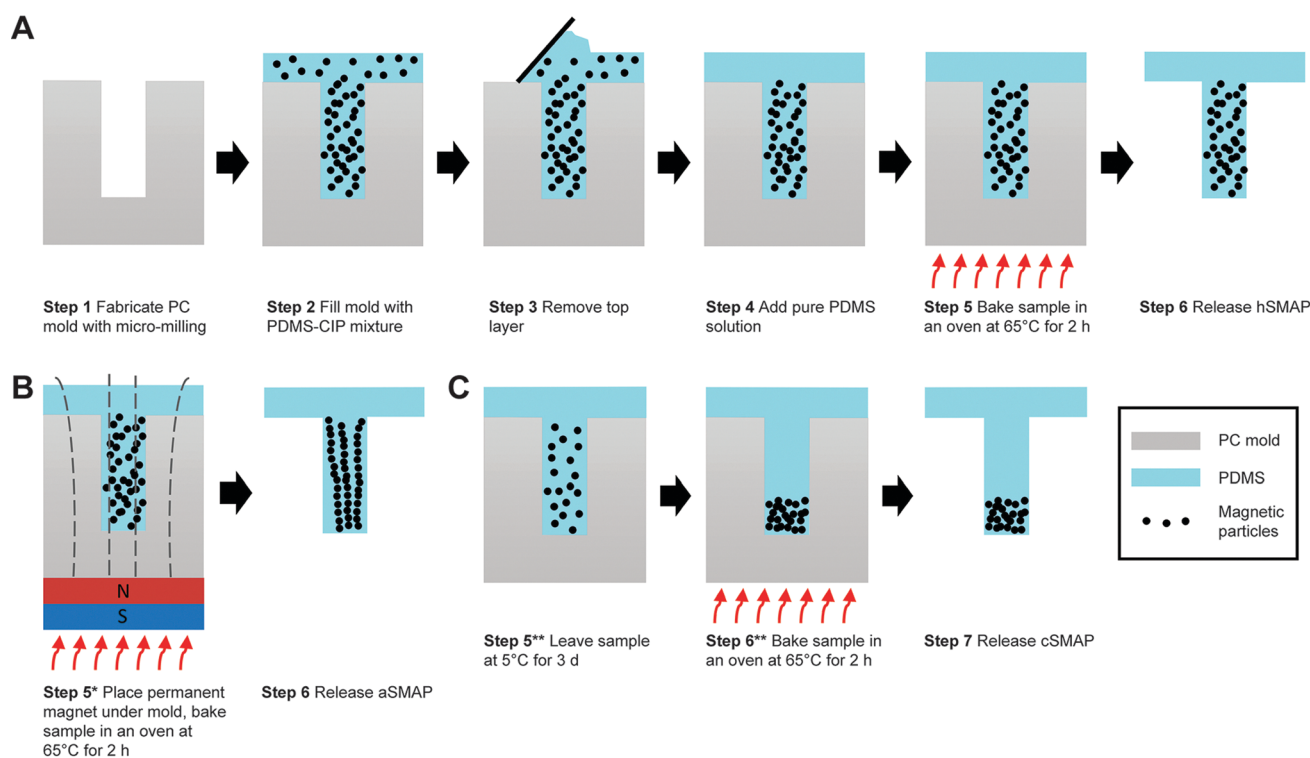 A
Step 1 Fabricate PC
mold with micro-milling
Step 2 Fill mold with
PDMS-CIP mixture
Step 3 Remove top
layer
Step 4 Add pure PDMS
solution
Step 5 Bake sample in
an oven at 65°C for 2 h
Step 6 Release hSMAP
B
N
S
Step 5* Place permanent
magnet under mold, bake
sample in an oven at
65°C for 2 h
Step 6 Release aSMAP
C
Step 5** Leave sample
at 5°C for 3 d
Step 6** Bake sample in
an oven at 65°C for 2 h
Step 7 Release cSMAP
PC mold
PDMS
Magnetic
particles